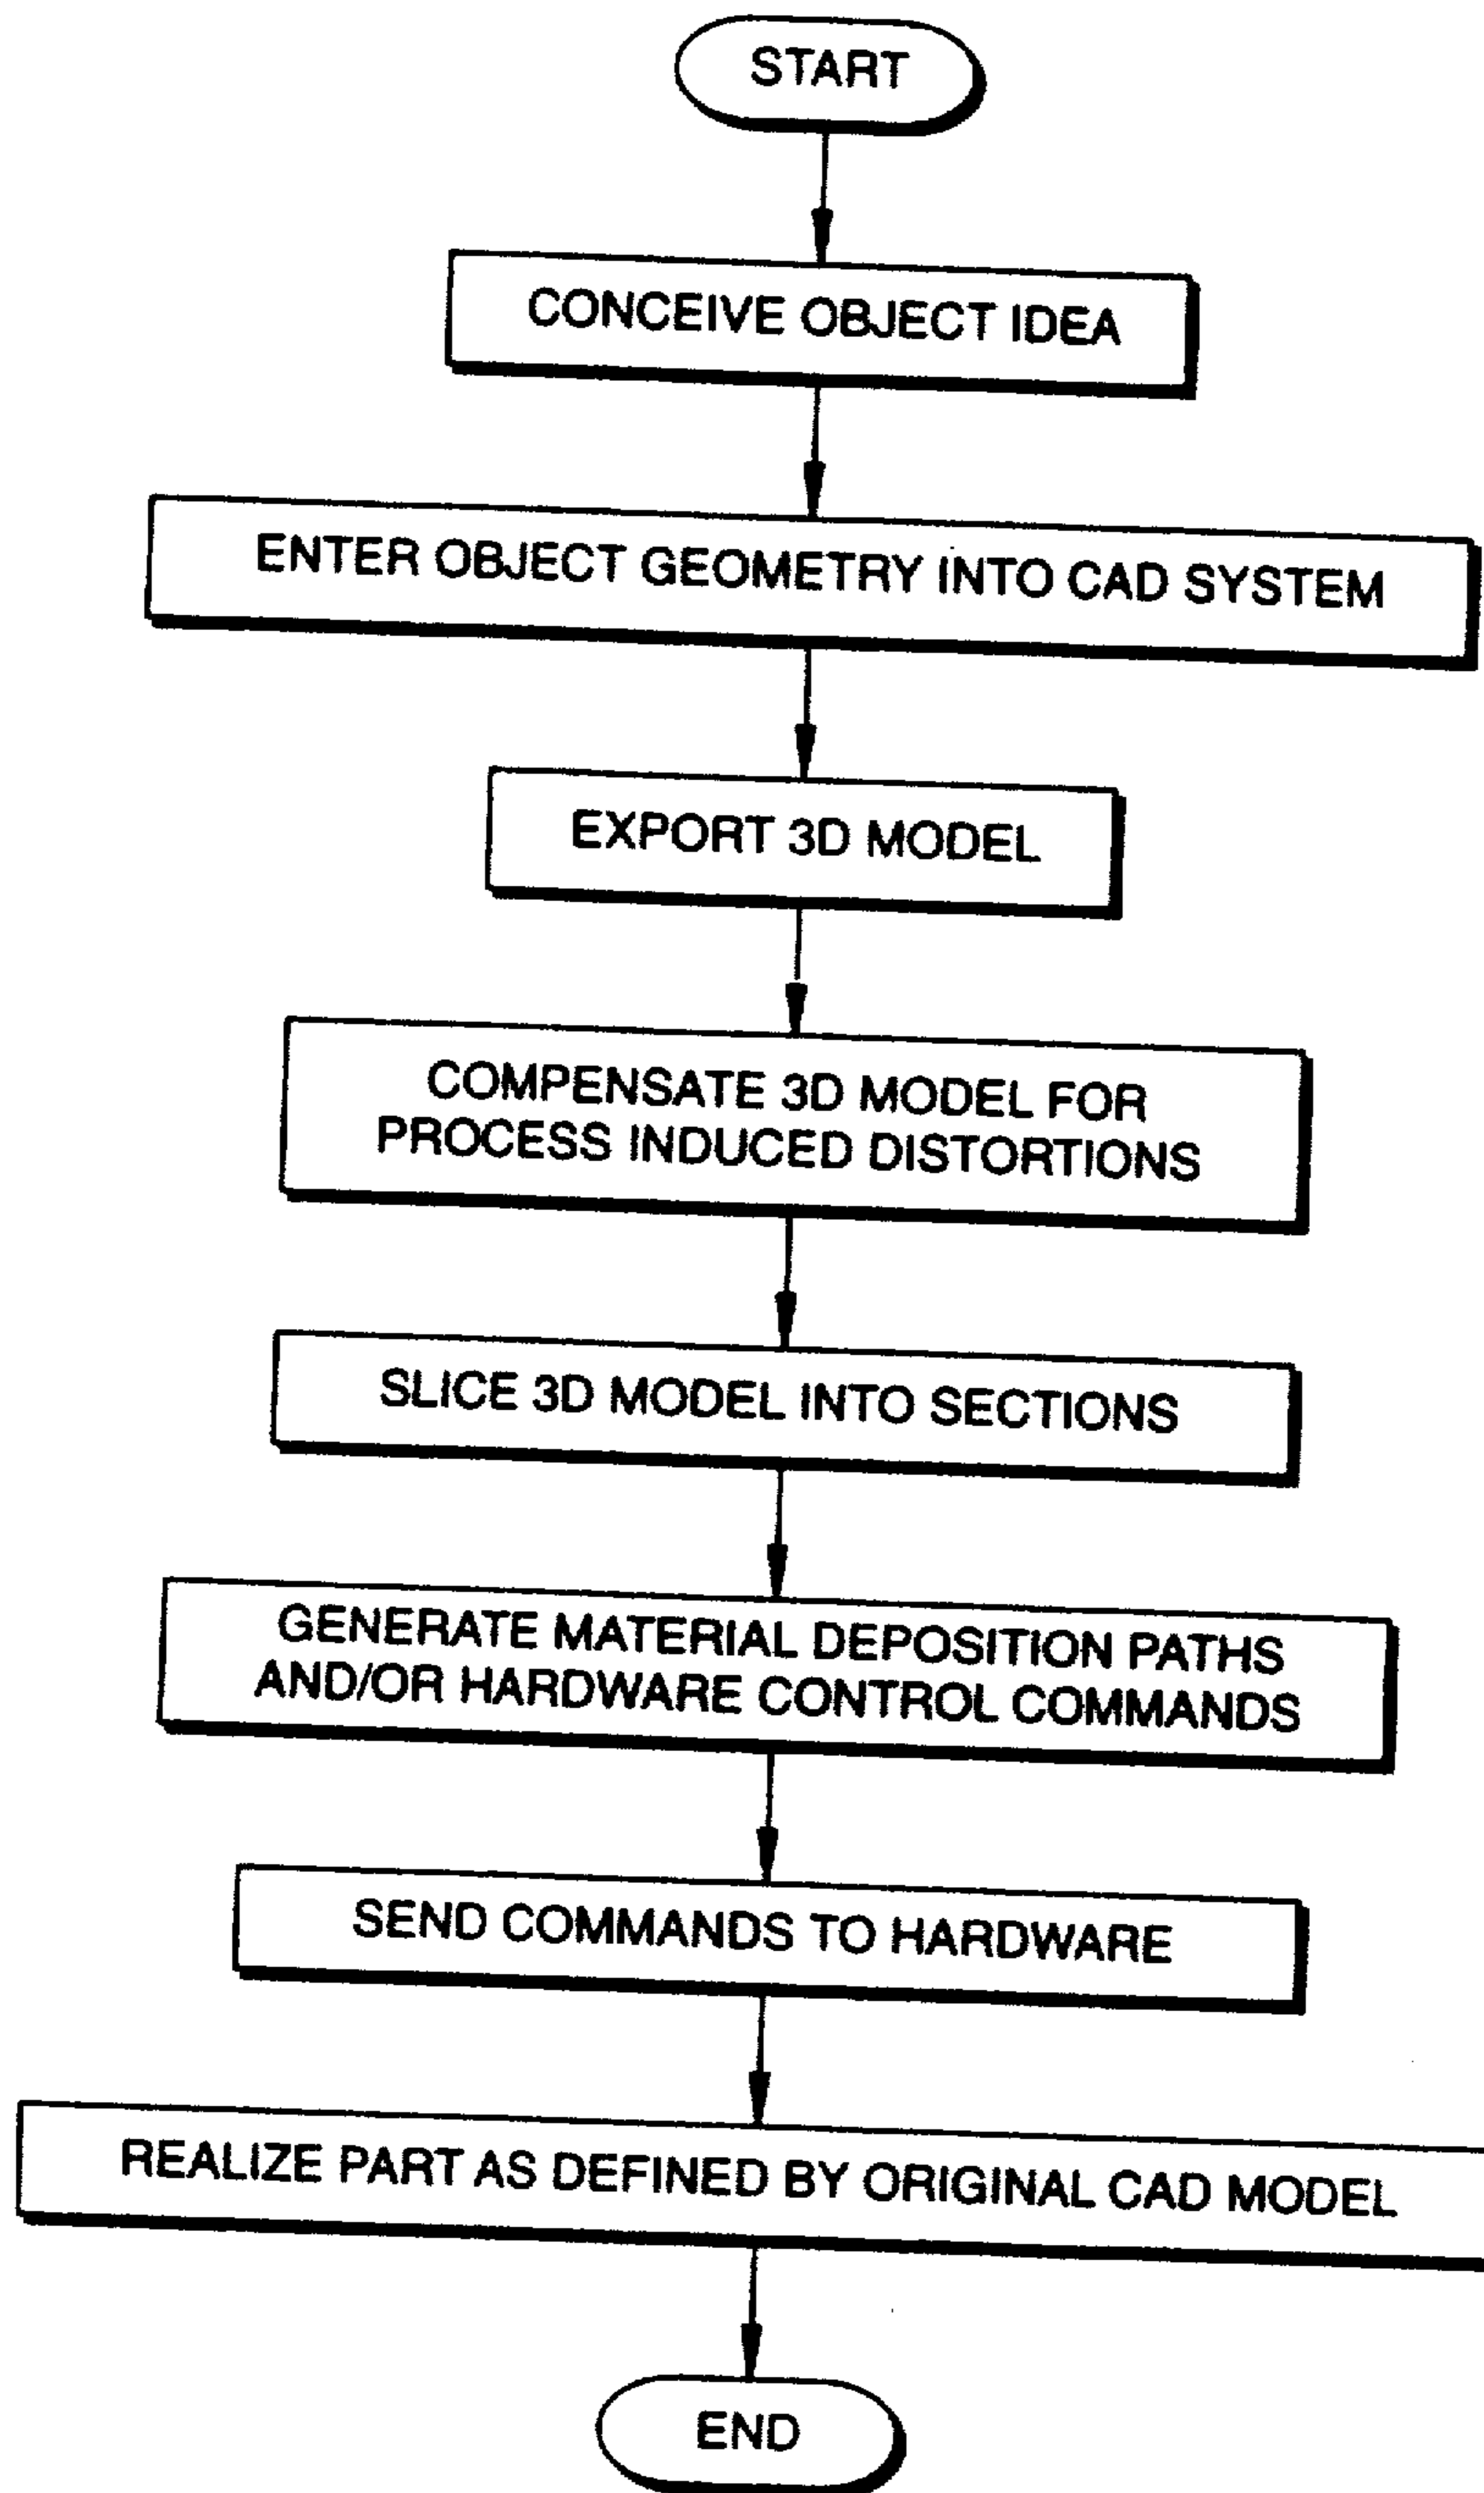 START
CONCEIVE OBJECT IDEA
ENTER OBJECT GEOMETRY INTO CAD SYSTEM
EXPORT 3D MODEL
COMPENSATE 3D MODEL FOR
PROCESS INDUCED DISTORTIONS
SLICE 3D MODEL INTO SECTIONS
GENERATE MATERIAL DEPOSITION PATHS
AND/OR HARDWARE CONTROL COMMANDS
SEND COMMANDS TO HARDWARE
REALIZE PART AS DEFINED BY ORIGINAL CAD MODEL
END